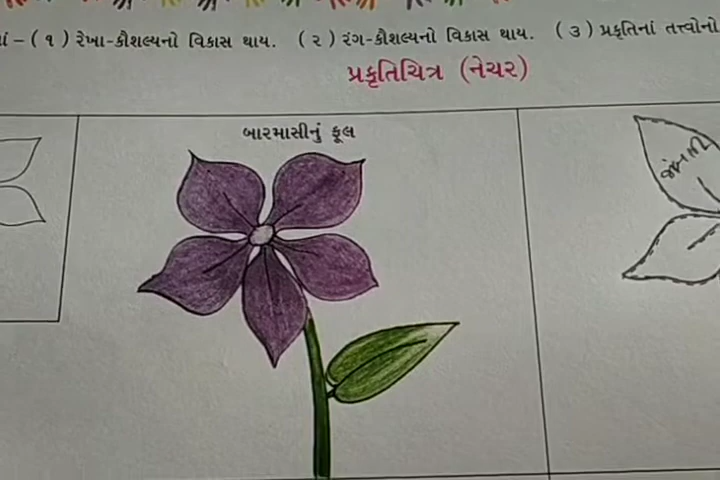 – ( ૧ ) રેખા-કૌશલ્યનો વિકાસ થાય. ( ૨ ) રંગ-કૌશલ્યનો વિકાસ થાય. ( ૩ ) પ્રકૃતિનાં તત્ત્વોનો
પ્રકૃતિચિત્ર (નેચર)
બારમાસીનું ફૂલ